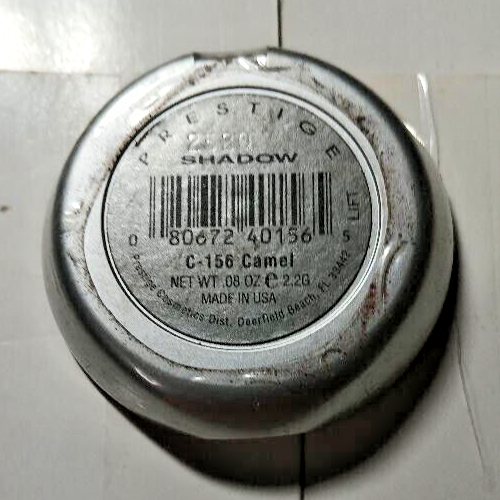 PRESTIGE
SHADOW
LIFT
0 80672 40156 5
C-156 Camel
NET WT .08 OZ ℮ 2.2G
MADE IN USA
Prestige Cosmetics Dist. Deerfield Beach, FL 33442